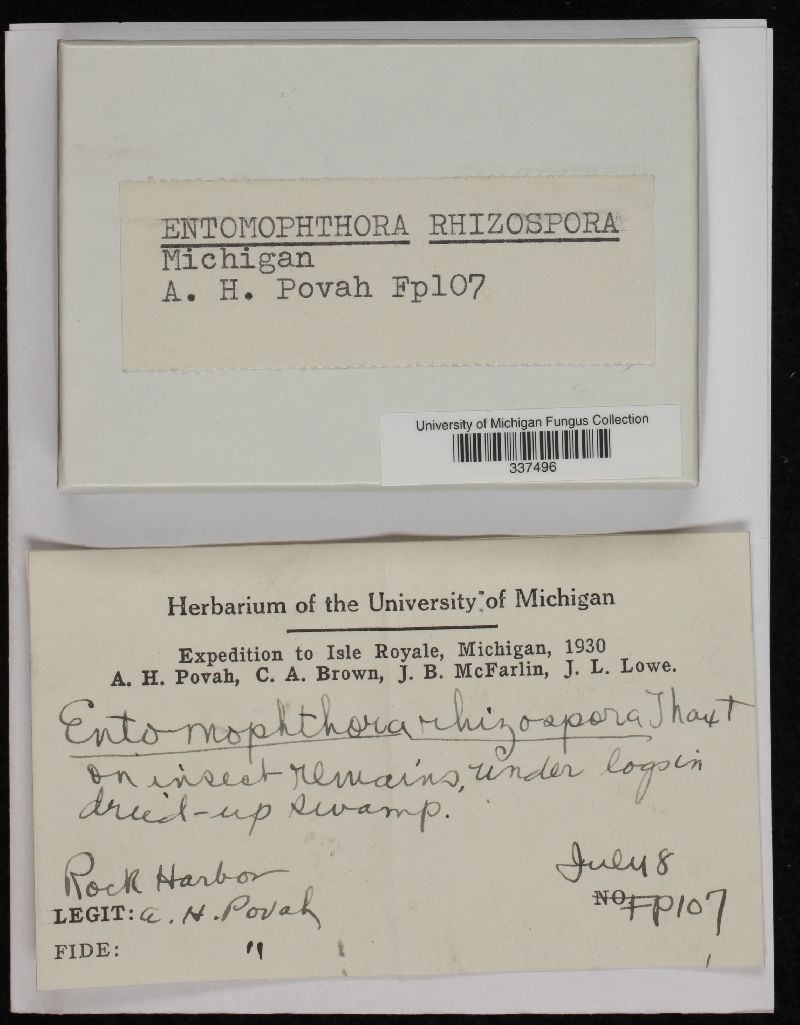 ENTOMOPHTHORA RHIZOSPORA
Michigan
A. H. Povah Fp107
University of Michigan Fungus Collection
337496
Herbarium of the University of Michigan
Expedition to Isle Royale, Michigan, 1930
A. H. Povah, C. A. Brown, J. B. McFarlin, J. L. Lowe.
Entomophthora rhizospora Thaxt
on insect remains, under logs in
dried-up swamp.
Rock Harbor
July 8
LEGIT: A. H. Povah
NO. FP107
FIDE: "